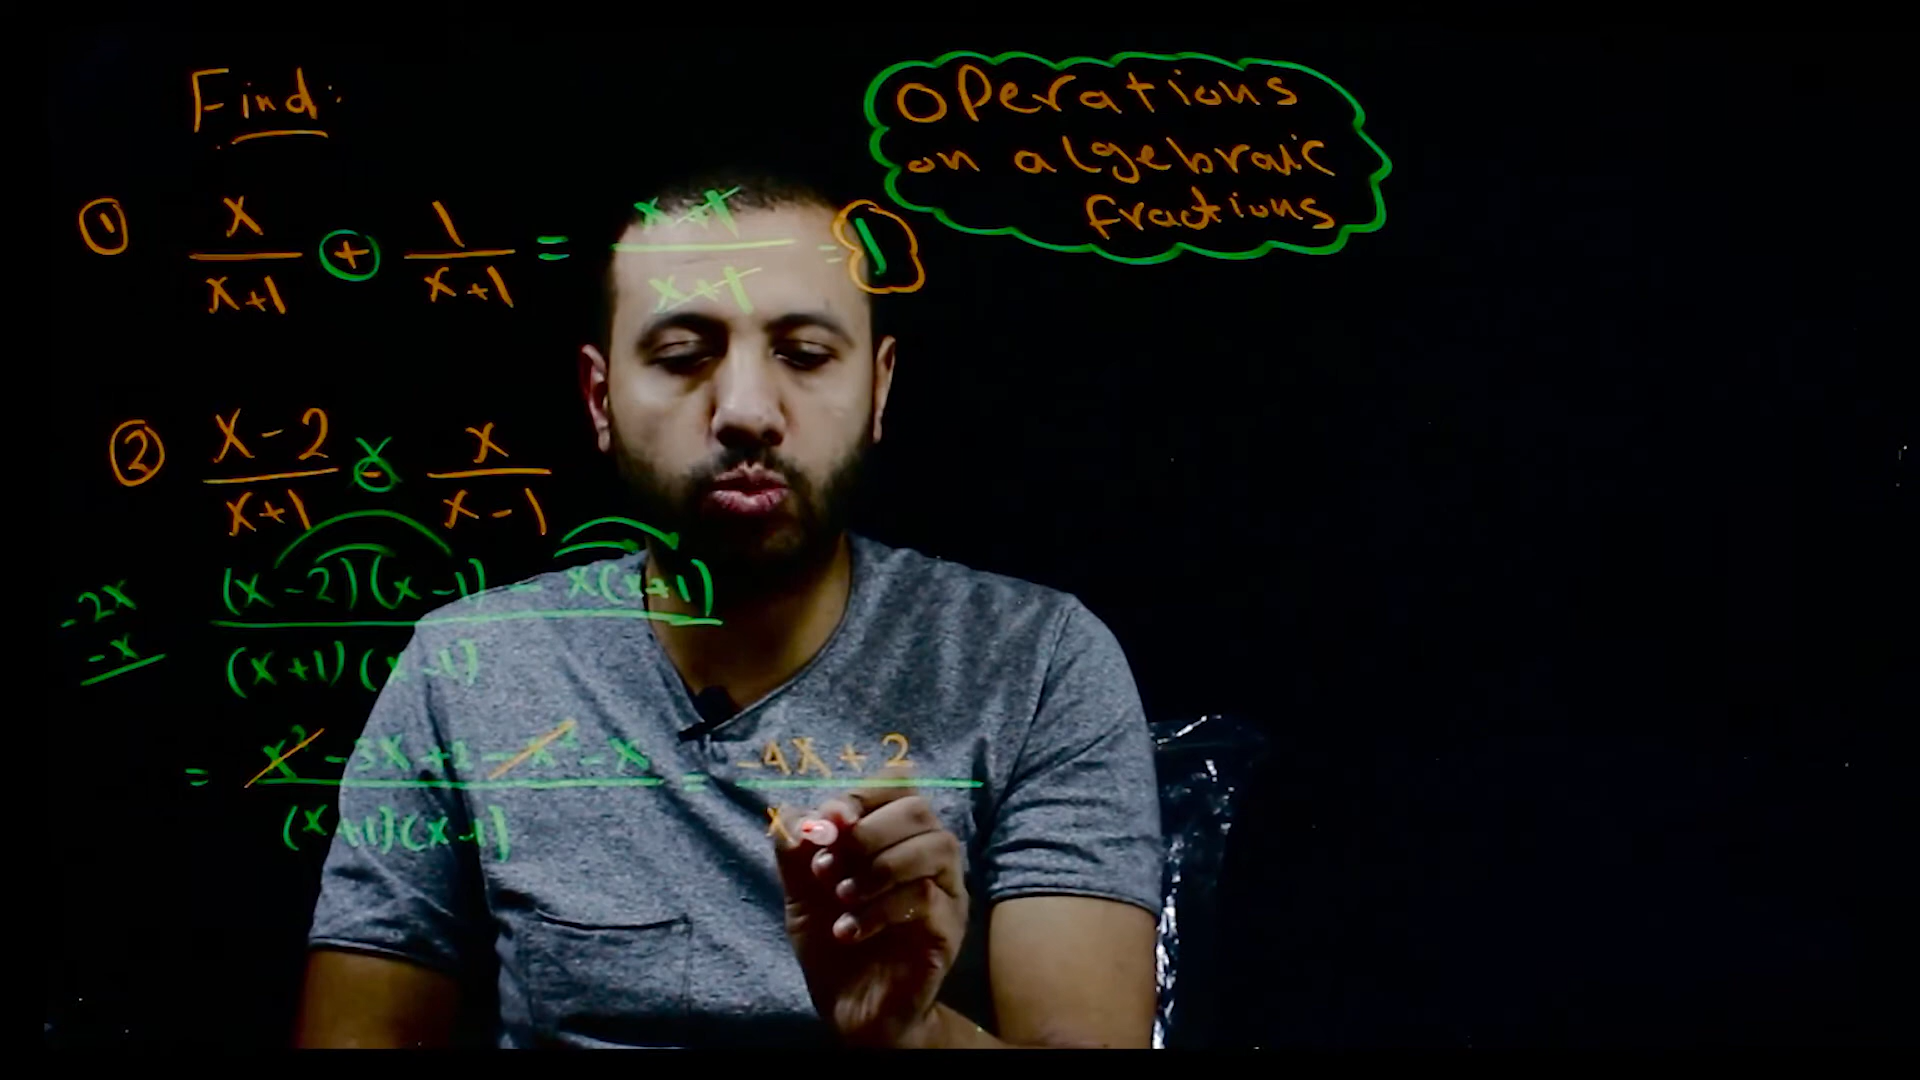 Find:
Operations
on algebraic
fractions
① x/(x+1) + 1/(x+1) = (x+1)/(x+1) = 1
② (x-2)/(x+1) - x/(x-1)
((x-2)(x-1) - x(x+1))/((x+1)(x-1))
-2x
-x
= (x² -3x +2 -x² -x)/((x+1)(x-1)) = (-4x+2)/x